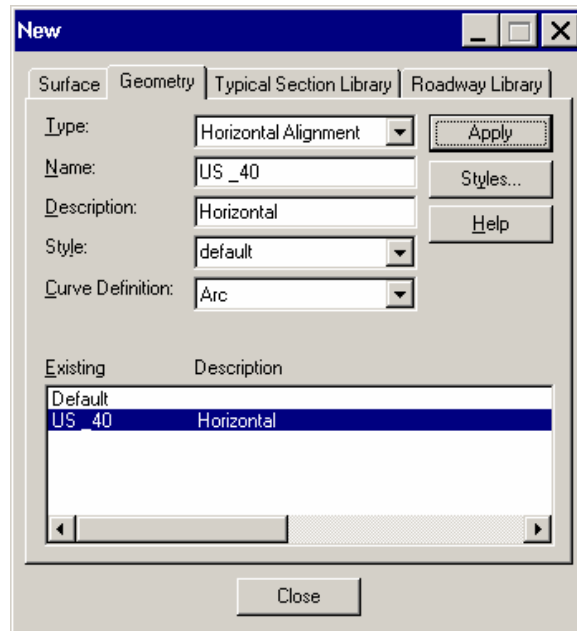 New
Surface Geometry Typical Section Library Roadway Library
Type: Horizontal Alignment Apply
Name: US _40 Styles...
Description: Horizontal Help
Style: default
Curve Definition: Arc
Existing Description
Default
US _40 Horizontal
Close